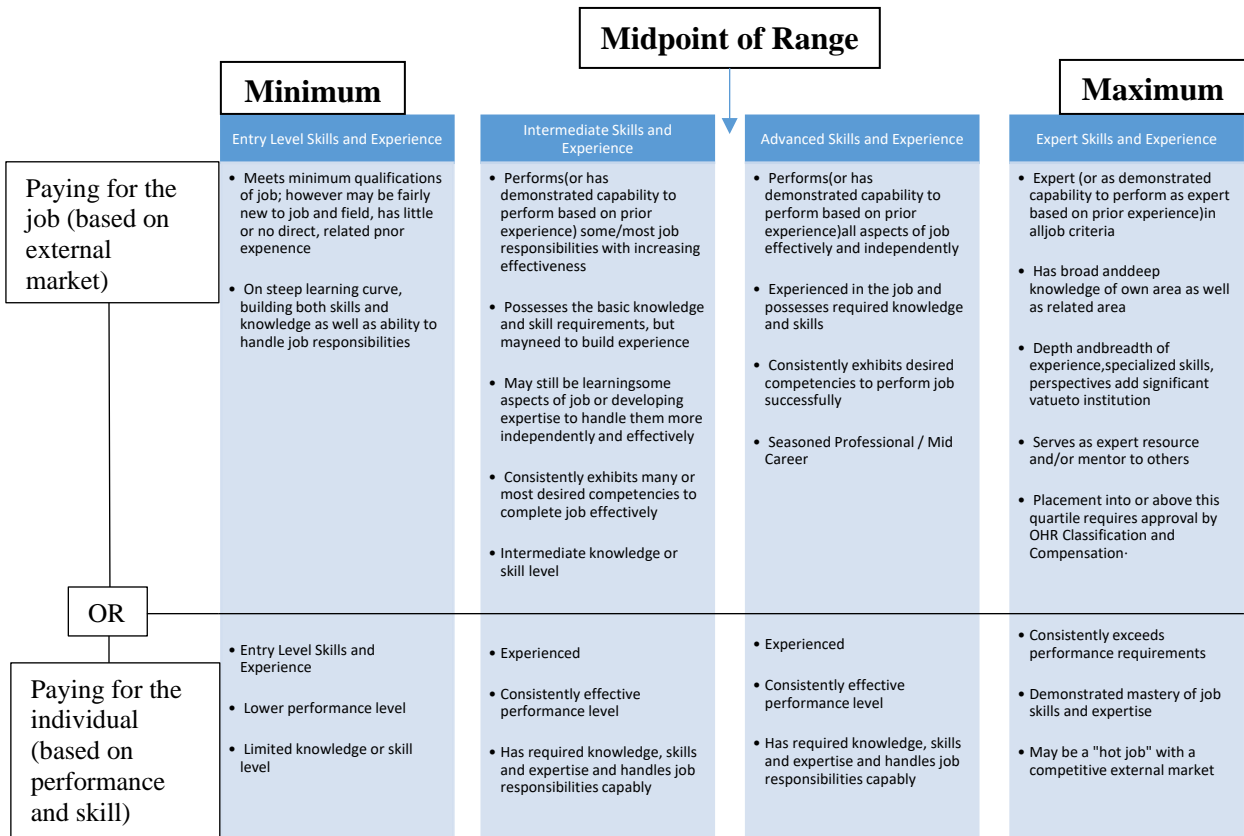 Midpoint of Range
Minimum
Maximum
Entry Level Skills and Experience
Intermediate Skills and
Experience
Advanced Skills and Experience
Expert Skills and Experience
Paying for the
job (based on
external
market)
• Meets minimum qualifications
of job; however may be fairly
new to job and field, has little
or no direct, related pnor
expenence
• On steep learning curve,
building both skills and
knowledge as well as ability to
handle job responsibilities
• Performs(or has
demonstrated capability to
perform based on prior
experience) some/most job
responsibilities with increasing
effectiveness
• Possesses the basic knowledge
and skill requirements, but
mayneed to build experience
• May still be learningsome
aspects of job or developing
expertise to handle them more
independently and effectively
• Consistently exhibits many or
most desired competencies to
complete job effectively
• Intermediate knowledge or
skill level
• Performs(or has
demonstrated capability to
perform based on prior
experience)all aspects of job
effectively and independently
• Experienced in the job and
possesses required knowledge
and skills
• Consistently exhibits desired
competencies to perform job
successfully
• Seasoned Professional / Mid
Career
• Expert (or as demonstrated
capability to perform as expert
based on prior experience)in
alljob criteria
• Has broad anddeep
knowledge of own area as well
as related area
• Depth andbreadth of
experience,specialized skills,
perspectives add significant
vatueto institution
• Serves as expert resource
and/or mentor to others
• Placement into or above this
quartile requires approval by
OHR Classification and
Compensation·
OR
Paying for the
individual
(based on
performance
and skill)
• Entry Level Skills and
Experience
• Lower performance level
• Limited knowledge or skill
level
• Experienced
• Consistently effective
performance level
• Has required knowledge, skills
and expertise and handles job
responsibilities capably
• Experienced
• Consistently effective
performance level
• Has required knowledge, skills
and expertise and handles job
responsibilities capably
• Consistently exceeds
performance requirements
• Demonstrated mastery of job
skills and expertise
• May be a "hot job" with a
competitive external market